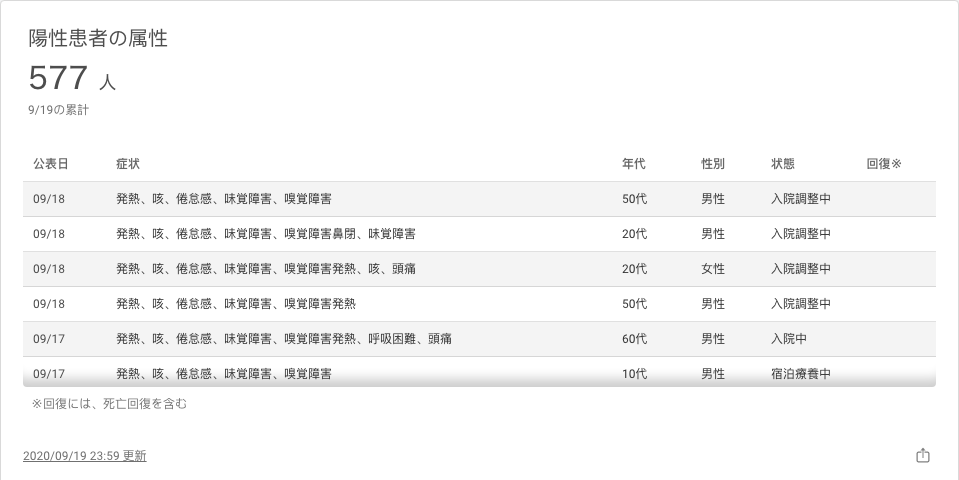 陽性患者の属性
577 人
9/19の累計
公表日 症状 年代 性別 状態 回復※
09/18 発熱、咳、倦怠感、味覚障害、嗅覚障害 50代 男性 入院調整中
09/18 発熱、咳、倦怠感、味覚障害、嗅覚障害鼻閉、味覚障害 20代 男性 入院調整中
09/18 発熱、咳、倦怠感、味覚障害、嗅覚障害発熱、咳、頭痛 20代 女性 入院調整中
09/18 発熱、咳、倦怠感、味覚障害、嗅覚障害発熱 50代 男性 入院調整中
09/17 発熱、咳、倦怠感、味覚障害、嗅覚障害発熱、呼吸困難、頭痛 60代 男性 入院中
09/17 発熱、咳、倦怠感、味覚障害、嗅覚障害 10代 男性 宿泊療養中
※回復には、死亡回復を含む
2020/09/19 23:59 更新